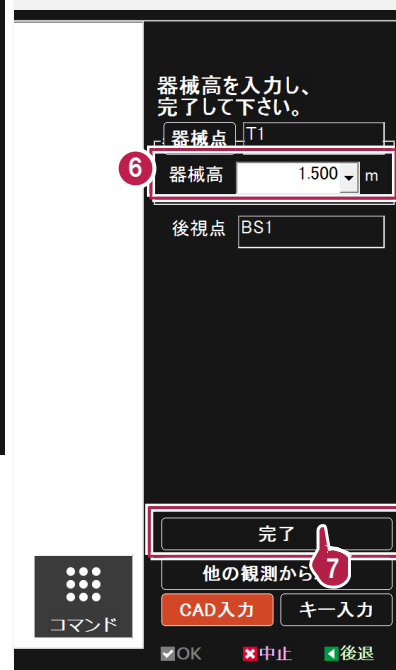 器械高を入力し、
完了して下さい。
器械点 T1
6 器械高 1.500 m
後視点 BS1
完了
7
他の観測から
CAD入力 キー入力
コマンド
OK 中止 後退